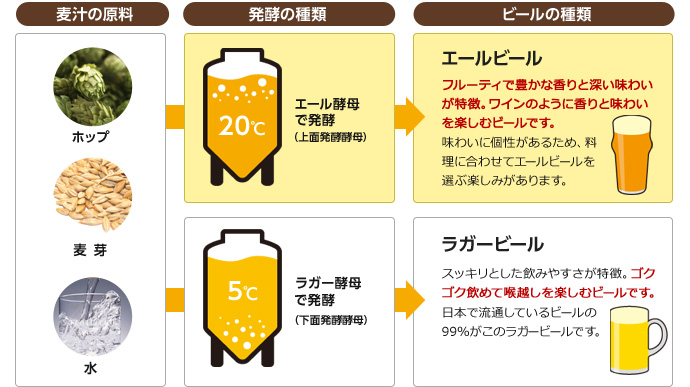 麦汁の原料
発酵の種類
ビールの種類
ホップ
麦 芽
水
20℃
エール酵母
で発酵
(上面発酵酵母)
エールビール
フルーティで豊かな香りと深い味わい
が特徴。ワインのように香りと味わい
を楽しむビールです。
味わいに個性があるため、料
理に合わせてエールビールを
選ぶ楽しみがあります。
5℃
ラガー酵母
で発酵
(下面発酵酵母)
ラガービール
スッキリとした飲みやすさが特徴。ゴク
ゴク飲めて喉越しを楽しむビールです。
日本で流通しているビールの
99%がこのラガービールです。